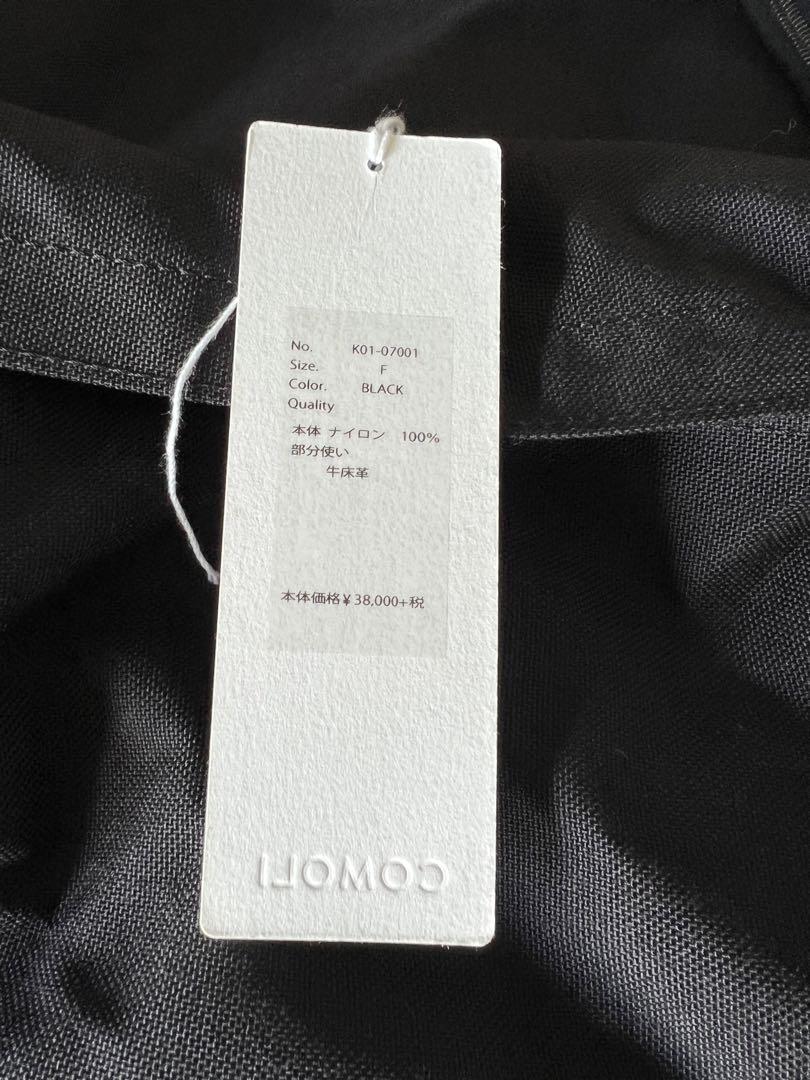 No. K01-07001
Size. F
Color. BLACK
Quality
本体 ナイロン 100%
部分使い
牛床革
本体価格¥38,000+税
COMOLI